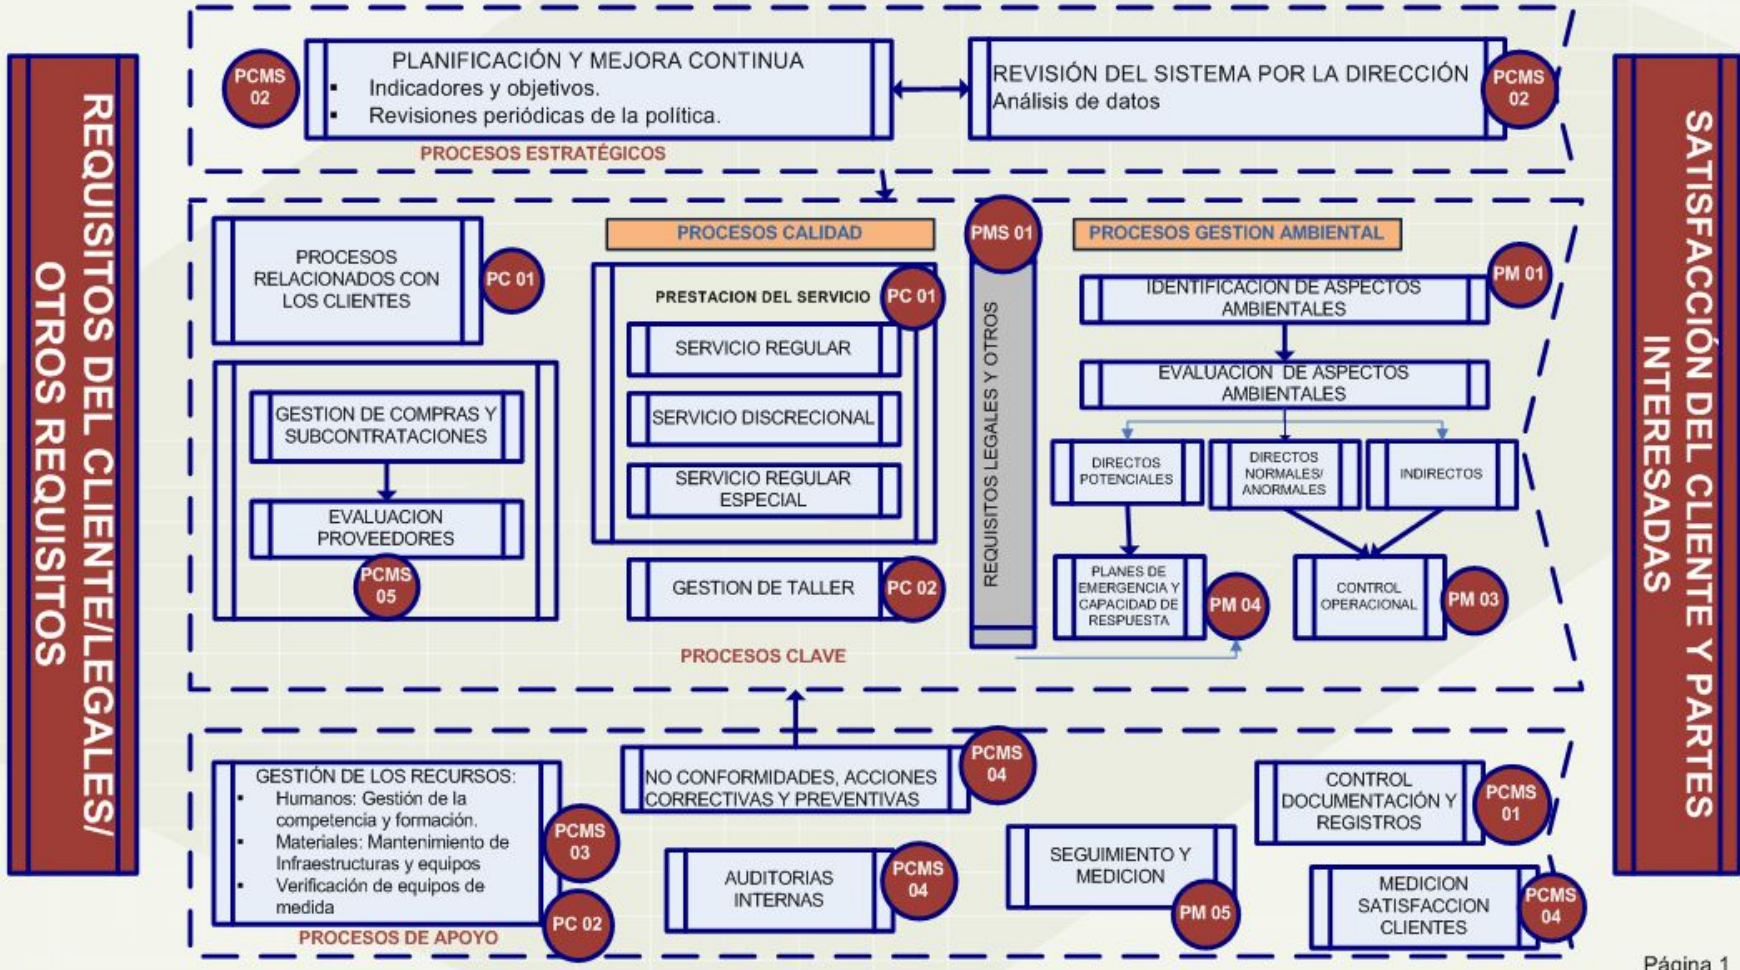 REQUISITOS DEL CLIENTE/LEGALES/
OTROS REQUISITOS
PCMS
02
PLANIFICACIÓN Y MEJORA CONTINUA
▪ Indicadores y objetivos.
▪ Revisiones periódicas de la política.
REVISIÓN DEL SISTEMA POR LA DIRECCIÓN
Análisis de datos
PCMS
02
PROCESOS ESTRATÉGICOS
PROCESOS
RELACIONADOS CON
LOS CLIENTES
PC 01
GESTION DE COMPRAS Y
SUBCONTRATACIONES
EVALUACION
PROVEEDORES
PCMS
05
PROCESOS CALIDAD
PRESTACION DEL SERVICIO
PC 01
SERVICIO REGULAR
SERVICIO DISCRECIONAL
SERVICIO REGULAR
ESPECIAL
GESTION DE TALLER
PC 02
PROCESOS CLAVE
PMS 01
REQUISITOS LEGALES Y OTROS
PROCESOS GESTION AMBIENTAL
PM 01
IDENTIFICACION DE ASPECTOS
AMBIENTALES
EVALUACION DE ASPECTOS
AMBIENTALES
DIRECTOS
POTENCIALES
DIRECTOS
NORMALES/
ANORMALES
INDIRECTOS
PLANES DE
EMERGENCIA Y
CAPACIDAD DE
RESPUESTA
PM 04
CONTROL
OPERACIONAL
PM 03
GESTIÓN DE LOS RECURSOS:
▪ Humanos: Gestión de la
competencia y formación.
▪ Materiales: Mantenimiento de
Infraestructuras y equipos
▪ Verificación de equipos de
medida
PCMS
03
PC 02
PROCESOS DE APOYO
NO CONFORMIDADES, ACCIONES
CORRECTIVAS Y PREVENTIVAS
PCMS
04
AUDITORIAS
INTERNAS
PCMS
04
SEGUIMIENTO Y
MEDICION
PM 05
CONTROL
DOCUMENTACIÓN Y
REGISTROS
PCMS
01
MEDICION
SATISFACCION
CLIENTES
PCMS
04
SATISFACCIÓN DEL CLIENTE Y PARTES
INTERESADAS
Página 1